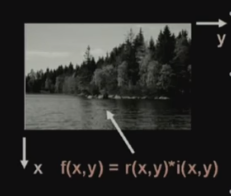 y
x f(x,y) = r(x,y)*i(x,y)